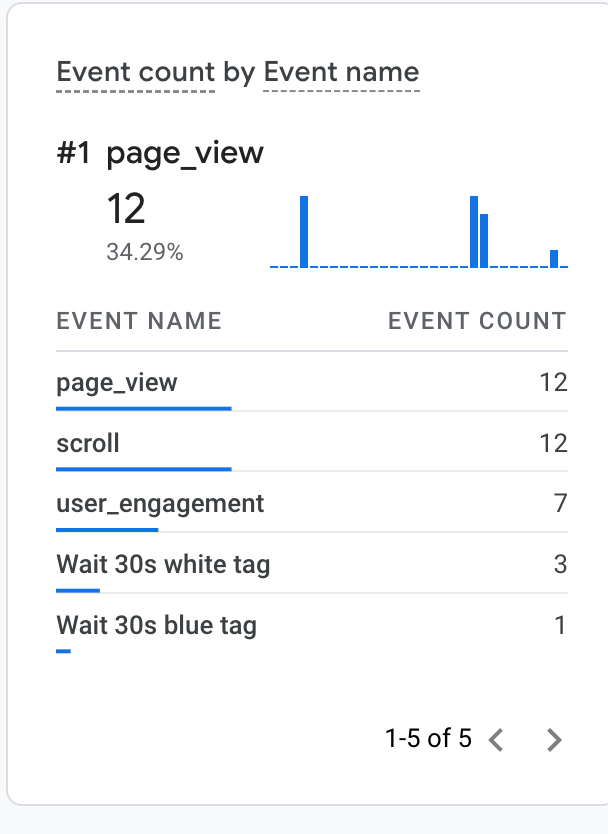 Event count by Event name
#1 page_view
12
34.29%
EVENT NAME EVENT COUNT
page_view 12
scroll 12
user_engagement 7
Wait 30s white tag 3
Wait 30s blue tag 1
1-5 of 5